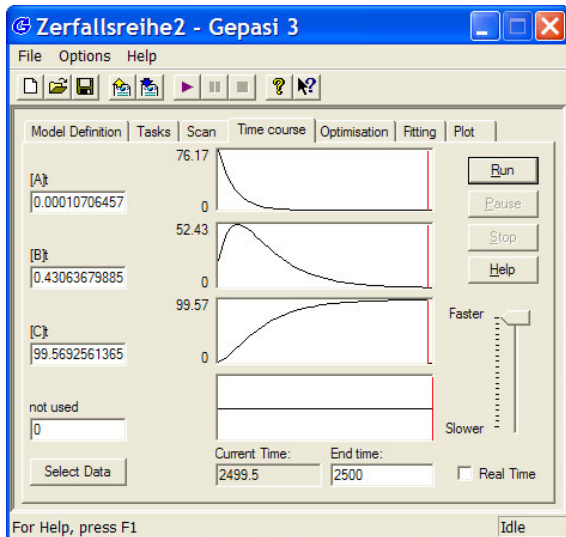 Zerfallsreihe2 - Gepasi 3
File Options Help
Model Definition Tasks Scan Time course Optimisation Fitting Plot
[A]t
0.00010706457
76.17
0
Run
Pause
[B]t
0.43063679885
52.43
0
Stop
Help
[C]t
99.5692561365
99.57
0
Faster
Slower
not used
0
Select Data
Current Time:
2499.5
End time:
2500
Real Time
For Help, press F1
Idle